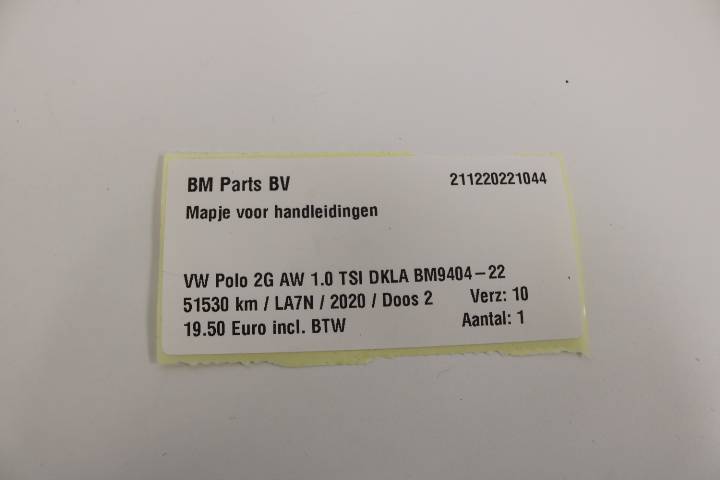 BM Parts BV 211220221044
Mapje voor handleidingen
VW Polo 2G AW 1.0 TSI DKLA BM9404-22
51530 km / LA7N / 2020 / Doos 2 Verz: 10
19.50 Euro incl. BTW Aantal: 1